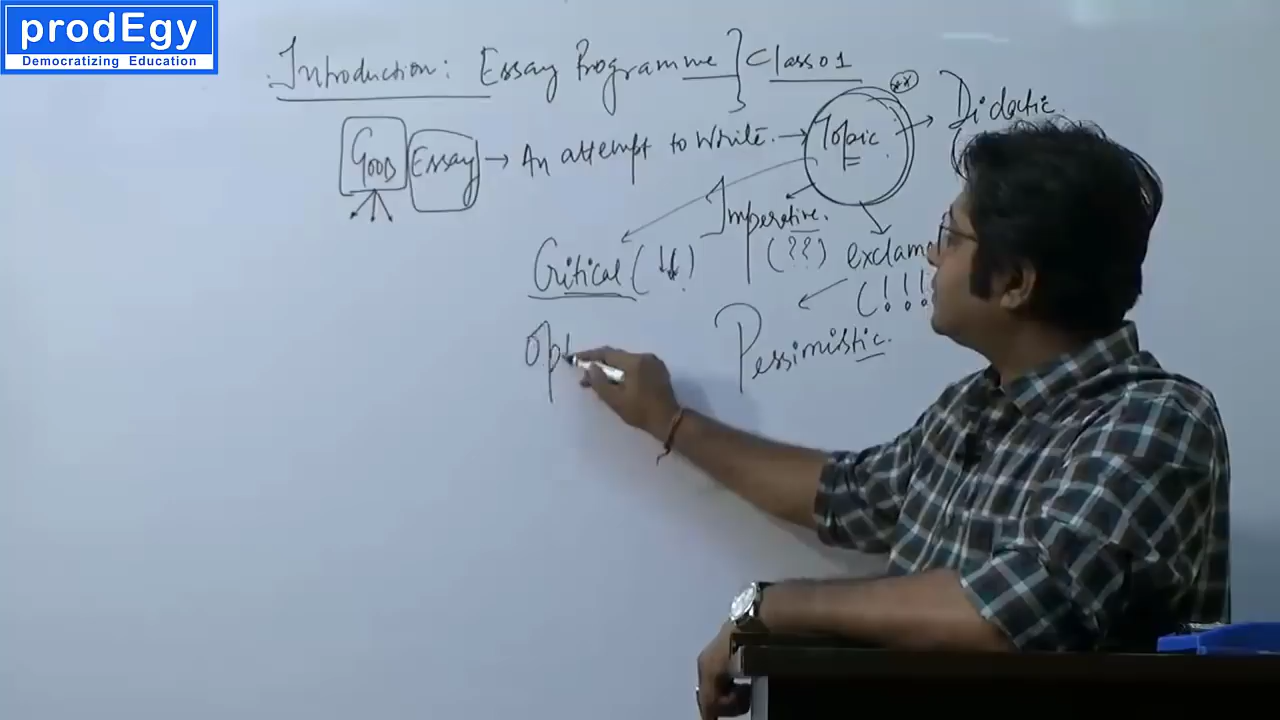 prodEgy
Democratizing Education
Introduction: Essay Programme } Class 01
Good Essay → An attempt to write. → Topic → Didactic
Imperative.
(??)
Critical (↓↓)
exclam
(!!!
Pessimistic.
Opt